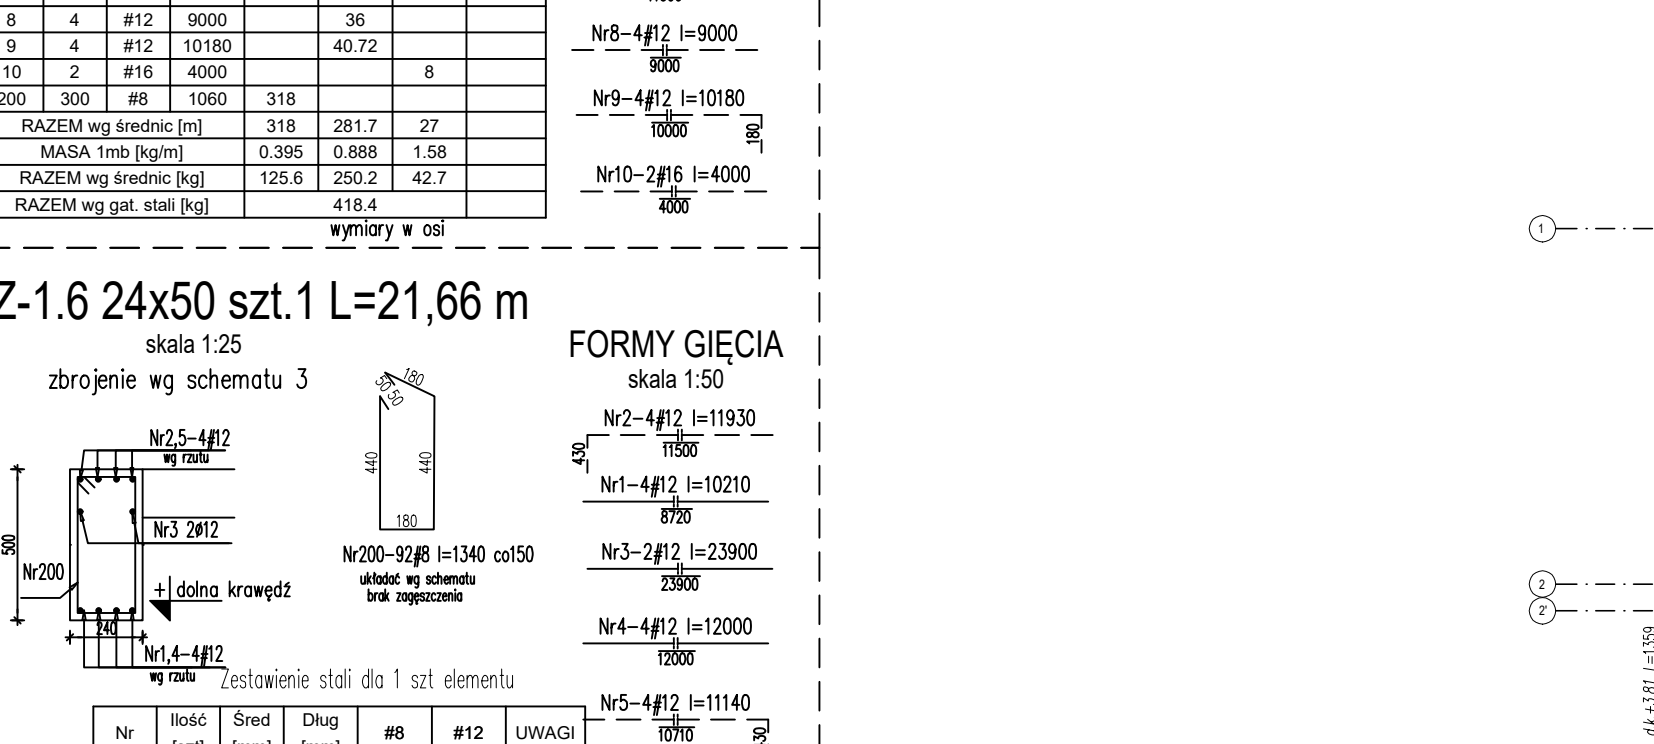 8 4 #12 9000 36
9 4 #12 10180 40.72
10 2 #16 4000 8
200 300 #8 1060 318
RAZEM wg średnic [m] 318 281.7 27
MASA 1mb [kg/m] 0.395 0.888 1.58
RAZEM wg średnic [kg] 125.6 250.2 42.7
RAZEM wg gat. stali [kg] 418.4
wymiary w osi
Nr8-4#12 l=9000
9000
Nr9-4#12 l=10180
10000
180
Nr10-2#16 l=4000
4000
Z-1.6 24x50 szt.1 L=21,66 m
skala 1:25
zbrojenie wg schematu 3
Nr2,5-4#12
wg rzutu
500
Nr3 2ø12
Nr200
+ dolna krawędź
240
Nr1,4-4#12
wg rzutu
50
50
180
440
440
180
Nr200-92#8 l=1340 co150
układać wg schematu
brak zagęszczenia
FORMY GIĘCIA
skala 1:50
Nr2-4#12 l=11930
430
11500
Nr1-4#12 l=10210
8720
Nr3-2#12 l=23900
23900
Nr4-4#12 l=12000
12000
Nr5-4#12 l=11140
10710
Zestawienie stali dla 1 szt elementu
Nr Ilość Śred Dług #8 #12 UWAGI
1
2
2'
d.k +3.81 l=1359